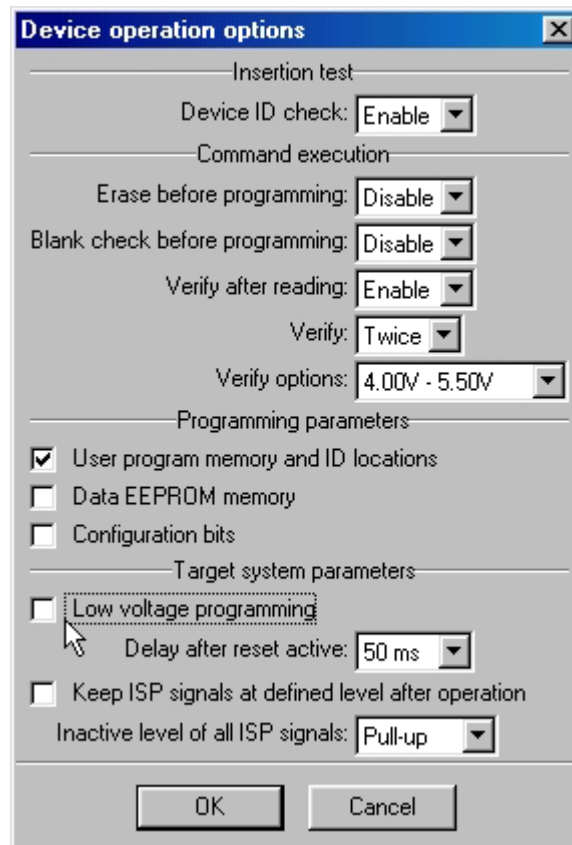 Device operation options
Insertion test
Device ID check: Enable
Command execution
Erase before programming: Disable
Blank check before programming: Disable
Verify after reading: Enable
Verify: Twice
Verify options: 4.00V - 5.50V
Programming parameters
User program memory and ID locations
Data EEPROM memory
Configuration bits
Target system parameters
Low voltage programming
Delay after reset active: 50 ms
Keep ISP signals at defined level after operation
Inactive level of all ISP signals: Pull-up
OK Cancel